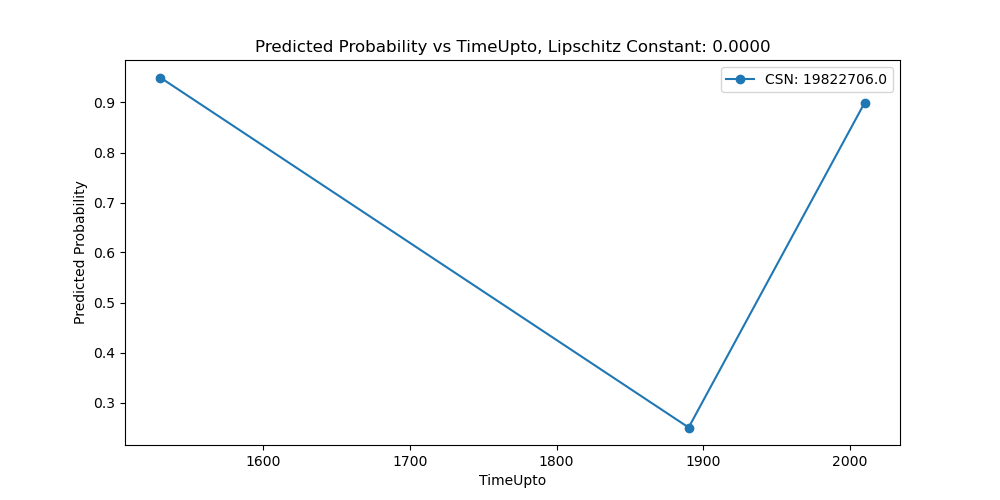 Predicted Probability vs TimeUpto, Lipschitz Constant: 0.0000
CSN: 19822706.0
0.9
0.8
0.7
0.6
0.5
0.4
0.3
Predicted Probability
1600 1700 1800 1900 2000
TimeUpto